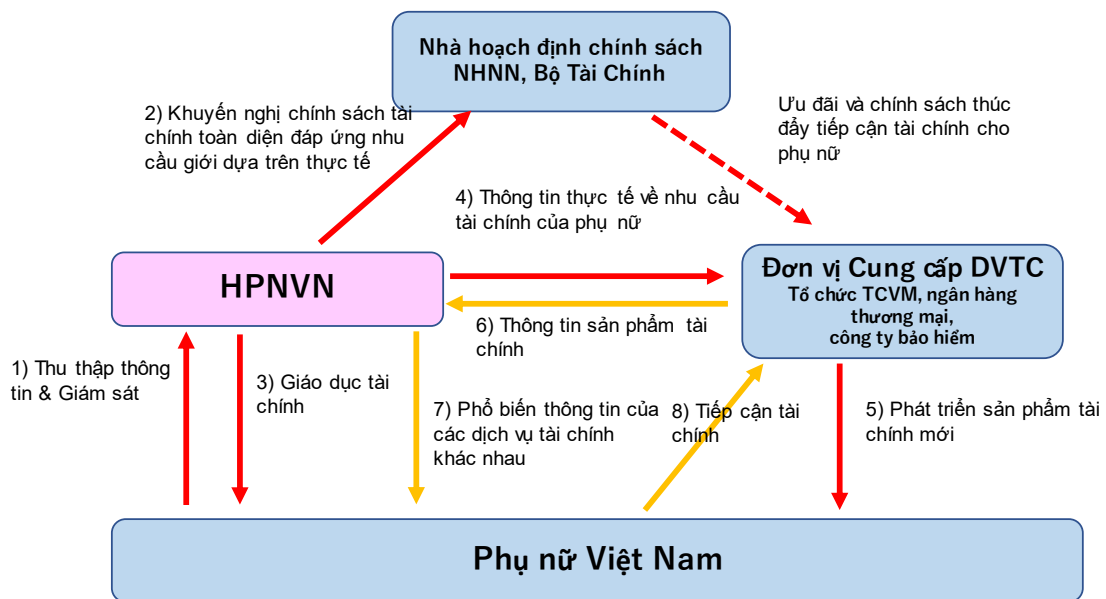 Nhà hoạch định chính sách
NHNN, Bộ Tài Chính
2) Khuyến nghị chính sách tài
chính toàn diện đáp ứng nhu
cầu giới dựa trên thực tế
Ưu đãi và chính sách thúc
đẩy tiếp cận tài chính cho
phụ nữ
4) Thông tin thực tế về nhu cầu
tài chính của phụ nữ
HPNVN
Đơn vị Cung cấp DVTC
Tổ chức TCVM, ngân hàng
thương mại,
công ty bảo hiểm
6) Thông tin sản phẩm tài
chính
1) Thu thập thông
tin & Giám sát
3) Giáo dục tài
chính
7) Phổ biến thông tin của
các dịch vụ tài chính
khác nhau
8) Tiếp cận tài
chính
5) Phát triển sản phẩm tài
chính mới
Phụ nữ Việt Nam